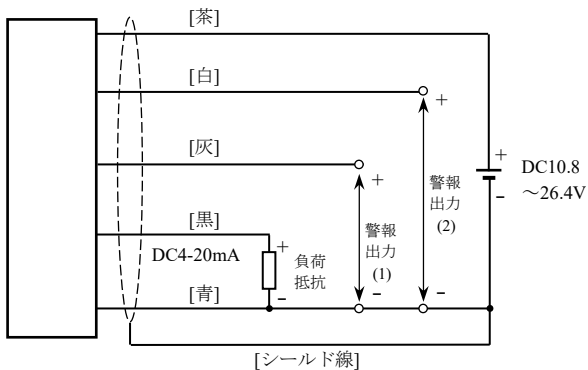 [茶]
[白]
+
[灰]
+
+
DC10.8
～26.4V
−
警報
出力
(2)
[黒]
DC4-20mA
+
負荷
抵抗
−
警報
出力
(1)
[青]
−
−
[シールド線]